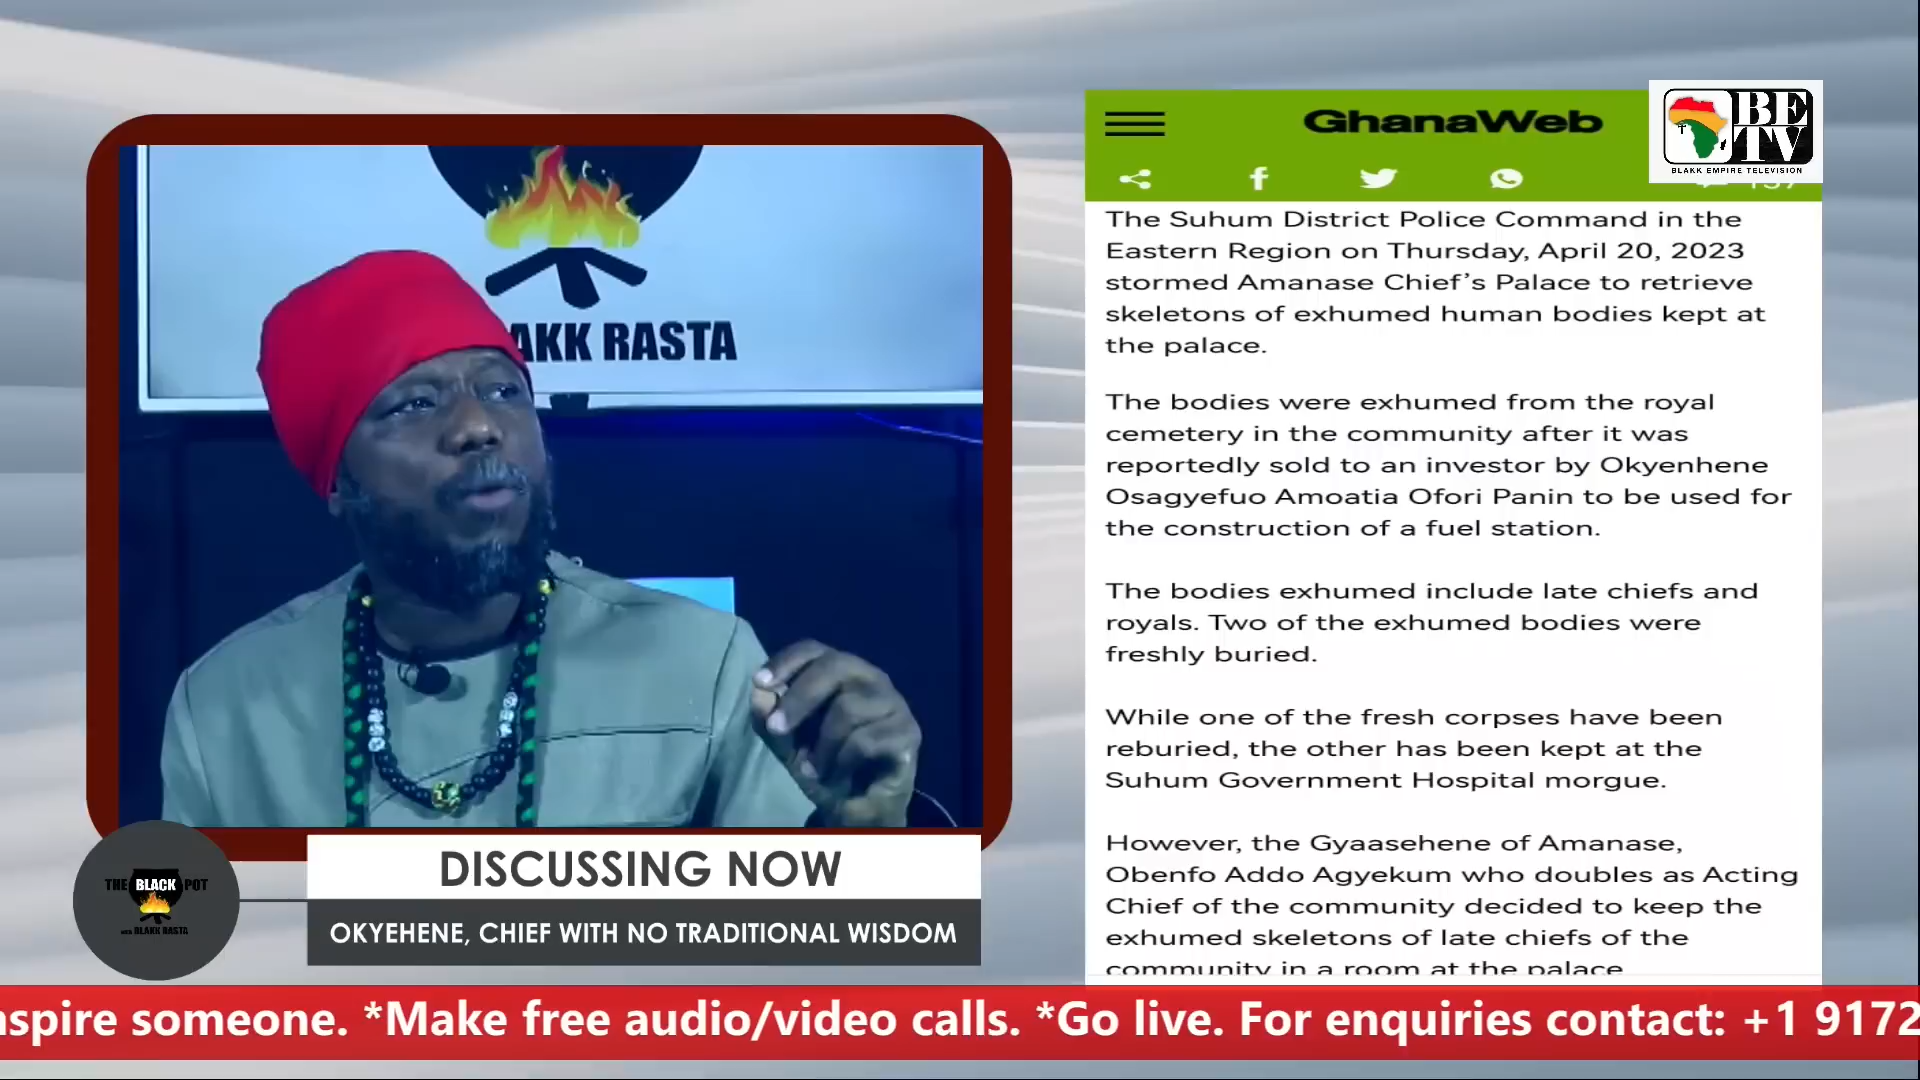 AKK RASTA
DISCUSSING NOW
OKYEHENE, CHIEF WITH NO TRADITIONAL WISDOM
THE BLACK POT
WITH BLAKK RASTA
GhanaWeb
BE
TV
BLAKK EMPIRE TELEVISION
The Suhum District Police Command in the
Eastern Region on Thursday, April 20, 2023
stormed Amanase Chief’s Palace to retrieve
skeletons of exhumed human bodies kept at
the palace.
The bodies were exhumed from the royal
cemetery in the community after it was
reportedly sold to an investor by Okyenhene
Osagyefuo Amoatia Ofori Panin to be used for
the construction of a fuel station.
The bodies exhumed include late chiefs and
royals. Two of the exhumed bodies were
freshly buried.
While one of the fresh corpses have been
reburied, the other has been kept at the
Suhum Government Hospital morgue.
However, the Gyaasehene of Amanase,
Obenfo Addo Agyekum who doubles as Acting
Chief of the community decided to keep the
exhumed skeletons of late chiefs of the
community in a room at the palace
nspire someone. *Make free audio/video calls. *Go live. For enquiries contact: +1 9172